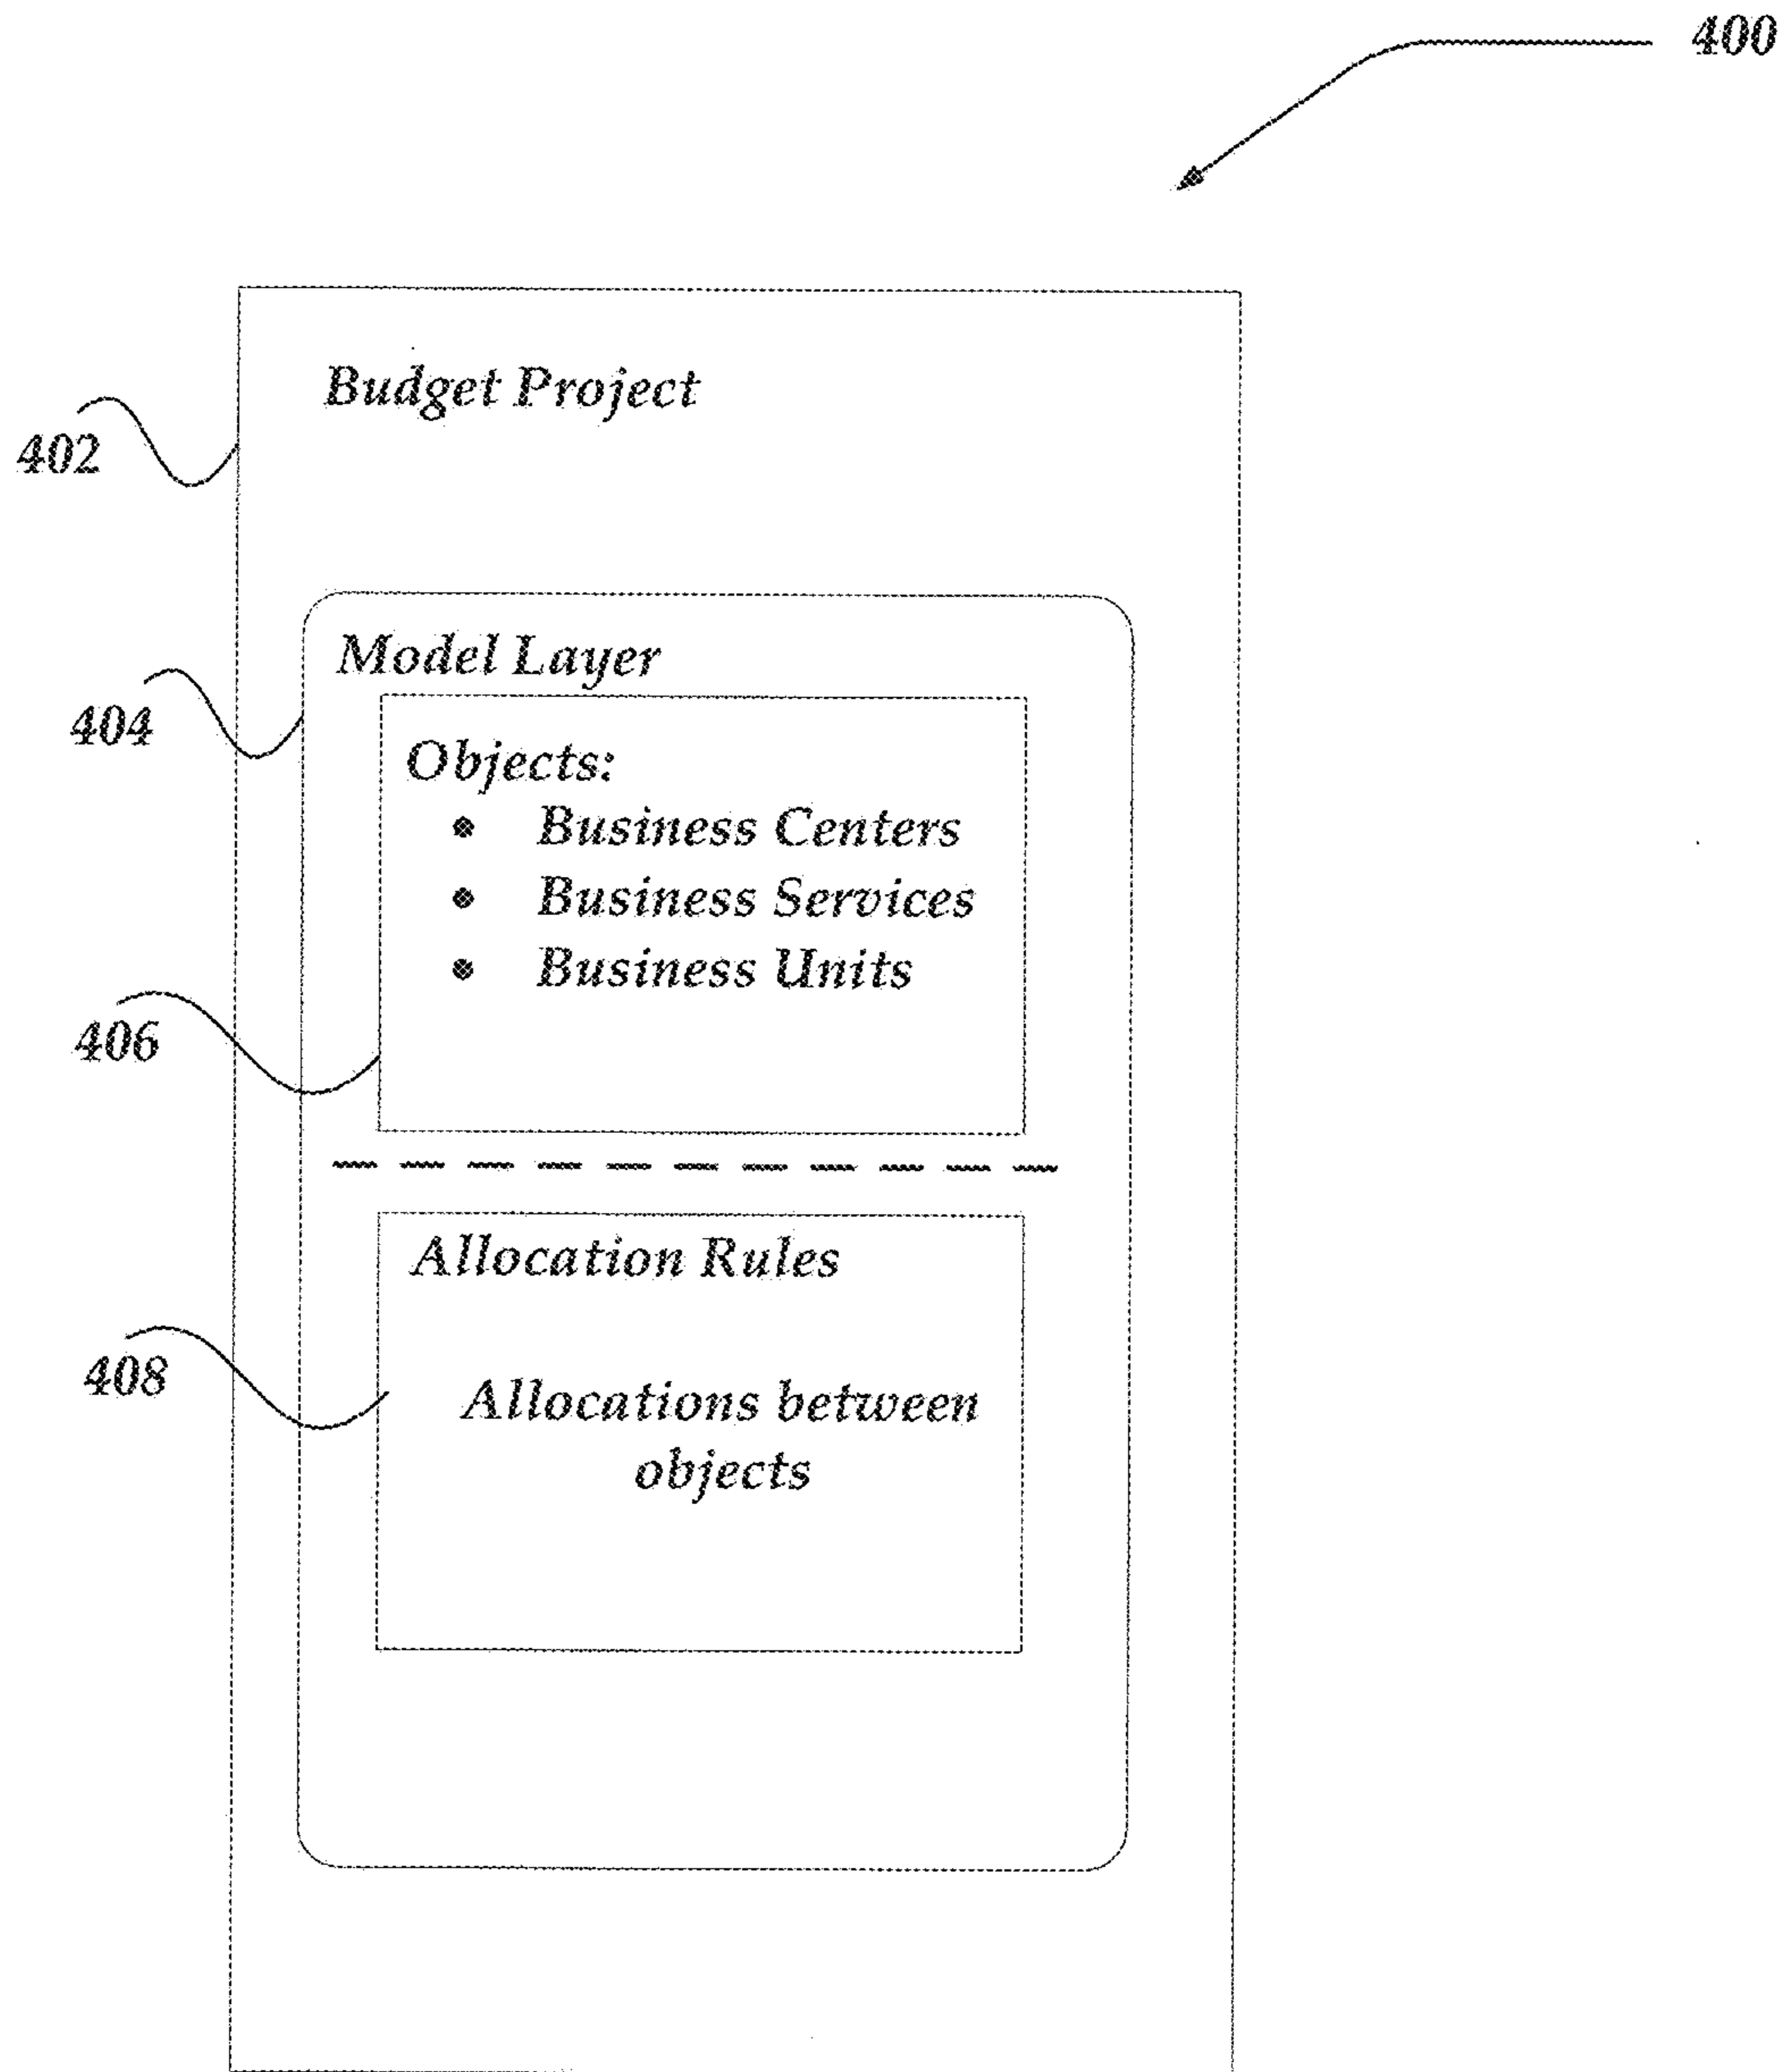 400
Budget Project
402
Model Layer
404
Objects:
• Business Centers
• Business Services
• Business Units
406
Allocation Rules
408
Allocations between
objects